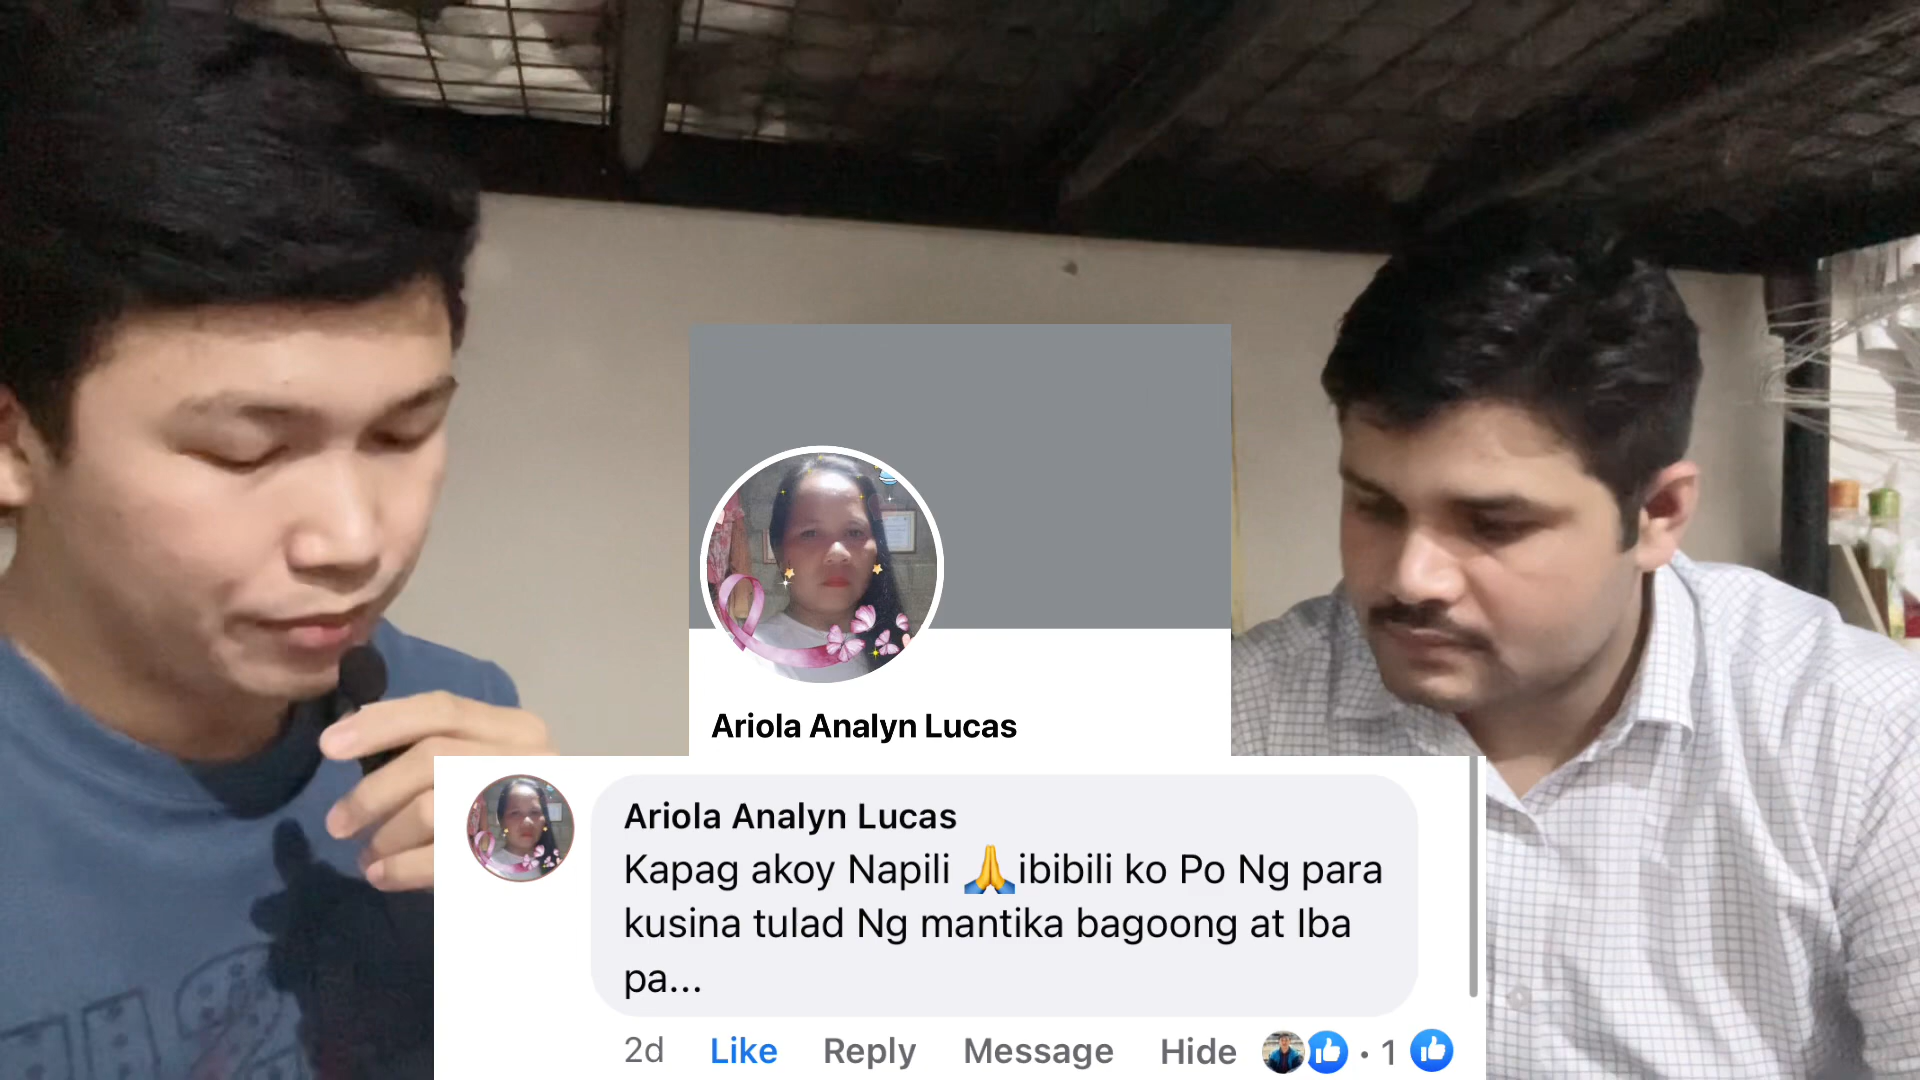 Ariola Analyn Lucas
Ariola Analyn Lucas
Kapag akoy Napili 🙏ibibili ko Po Ng para
kusina tulad Ng mantika bagoong at Iba
pa...
2d Like Reply Message Hide · 1